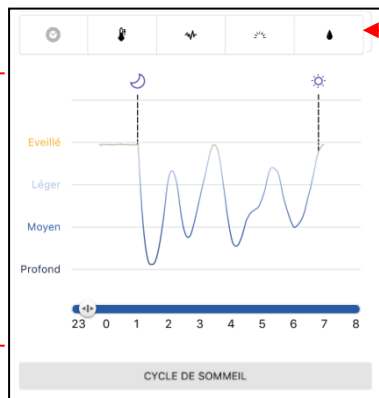 Eveillé
Léger
Moyen
Profond
23 0 1 2 3 4 5 6 7 8
CYCLE DE SOMMEIL